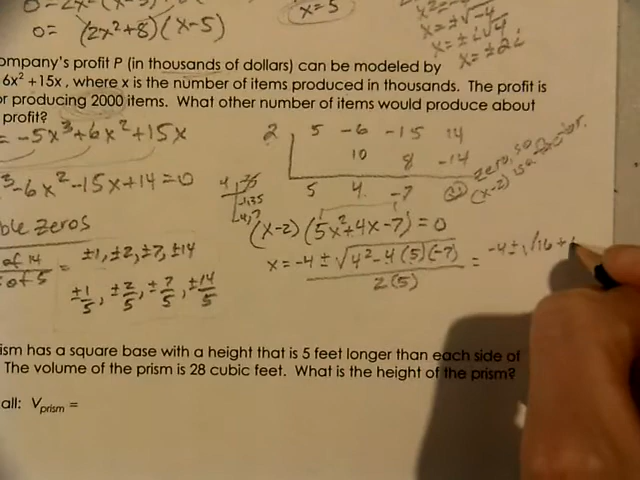 0 = (2x²+8)(x-5)
x=5
x=±√-4
x=±i√4
x=±2i
ompany's profit P (in thousands of dollars) can be modeled by
6x² +15x, where x is the number of items produced in thousands. The profit is
or producing 2000 items. What other number of items would produce about
profit?
= -5x³+6x²+15x
2 5 -6 -15 14
10 8 -14
5 4 -7 0
zero, so
(x-2) is a factor.
³-6x²-15x+14=0
ble zeros
of 14
of 5
= ±1, ±2, ±7, ±14
±1/5, ±2/5, ±7/5, ±14/5
(x-2)(5x²+4x-7)=0
x = -4 ± √4²-4(5)(-7)
2(5)
= -4±√16+
ism has a square base with a height that is 5 feet longer than each side of
The volume of the prism is 28 cubic feet. What is the height of the prism?
all: Vprism =